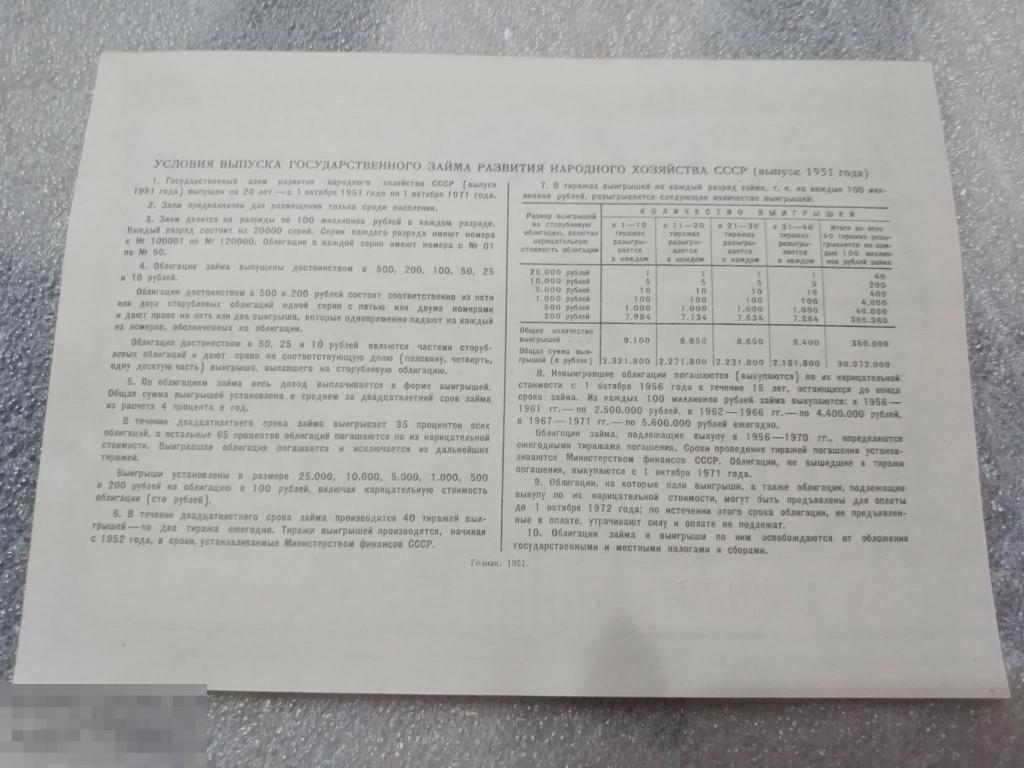 УСЛОВИЯ ВЫПУСКА ГОСУДАРСТВЕННОГО ЗАЙМА РАЗВИТИЯ НАРОДНОГО ХОЗЯЙСТВА СССР (выпуск 1951 года)
1. Государственный заем развития народного хозяйства СССР (выпуск
1951 года) выпущен на 20 лет — с 1 октября 1951 года по 1 октября 1971 года.
2. Заем предназначен для размещения только среди населения.
3. Заем делится на разряды по 100 миллионов рублей в каждом разряде.
Каждый разряд состоит из 20000 серий. Серии каждого разряда имеют номера
с № 100001 по № 120000. Облигации в каждой серии имеют номера с № 01
по № 50.
4. Облигации займа выпущены достоинством в 500, 200, 100, 50, 25
и 10 рублей.
Облигации достоинством в 500 и 200 рублей состоят соответственно из пяти
или двух сторублевых облигаций одной серии с пятью или двумя номерами
и дают право на пять или два выигрыша, которые одновременно падают на каждый
из номеров, обозначенных на облигации.
Облигации достоинством в 50, 25 и 10 рублей являются частями сторуб-
левых облигаций и дают право на соответствующую долю (половину, четверть,
одну десятую часть) выигрыша, выпавшего на сторублевую облигацию.
5. По облигациям займа весь доход выплачивается в форме выигрышей.
Общая сумма выигрышей установлена в среднем за двадцатилетний срок займа
из расчета 4 процента в год.
В течение двадцатилетнего срока займа выигрывает 35 процентов всех
облигаций, а остальные 65 процентов облигаций погашаются по их нарицательной
стоимости. Выигравшая облигация погашается и исключается из дальнейших
тиражей.
Выигрыши установлены в размере 25.000, 10.000, 5.000, 1.000, 500
и 200 рублей на облигацию в 100 рублей, включая нарицательную стоимость
облигации (сто рублей).
6. В течение двадцатилетнего срока займа производится 40 тиражей выи-
грышей — по два тиража ежегодно. Тиражи выигрышей производятся, начиная
с 1952 года, в сроки, устанавливаемые Министерством финансов СССР.
7. В тиражах выигрышей на каждый разряд займа, т. е. на каждые 100 мил-
лионов рублей, разыгрывается следующее количество выигрышей:
Размер выигрышей
на сторублевую
облигацию, включая
нарицательную
стоимость облигации
КОЛИЧЕСТВО ВЫИГРЫШЕЙ
в 1—10
тиражах
разыгры-
вается
в каждом
в 11—20
тиражах
разыгры-
вается
в каждом
в 21—30
тиражах
разыгры-
вается
в каждом
в 31—40
тиражах
разыгры-
вается
в каждом
Итого во всех
40 тиражах разы-
грывается на каж-
дые 100 миллио-
нов рублей займа
25.000 рублей 1 1 1 1 40
10.000 рублей 5 5 5 5 200
5.000 рублей 10 10 10 10 400
1.000 рублей 100 100 100 100 4.000
500 рублей 1.000 1.000 1.000 1.000 40.000
200 рублей 7.984 7.734 7.534 7.284 305.360
Общее количество
выигрышей . . . 9.100 8.850 8.650 8.400 350.000
Общая сумма выи-
грышей (в рублях) 2.321.800 2.271.800 2.231.800 2.181.800 90.072.000
8. Невыигравшие облигации погашаются (выкупаются) по их нарицательной
стоимости с 1 октября 1956 года в течение 15 лет, остающихся до конца
срока займа. Из каждых 100 миллионов рублей займа выкупаются: в 1956—
1961 гг. — по 2.500.000 рублей, в 1962—1966 гг. — по 4.400.000 рублей,
в 1967—1971 гг. — по 5.600.000 рублей ежегодно.
Облигации займа, подлежащие выкупу в 1956—1970 гг., определяются
ежегодными тиражами погашения. Сроки проведения тиражей погашения устанав-
ливаются Министерством финансов СССР. Облигации, не вышедшие в тиражи
погашения, выкупаются с 1 октября 1971 года.
9. Облигации, на которые пали выигрыши, а также облигации, подлежащие
выкупу по их нарицательной стоимости, могут быть предъявлены для оплаты
до 1 октября 1972 года; по истечении этого срока облигации, не предъявлен-
ные к оплате, утрачивают силу и оплате не подлежат.
10. Облигации займа и выигрыши по ним освобождаются от обложения
государственными и местными налогами и сборами.
Гознак. 1951.